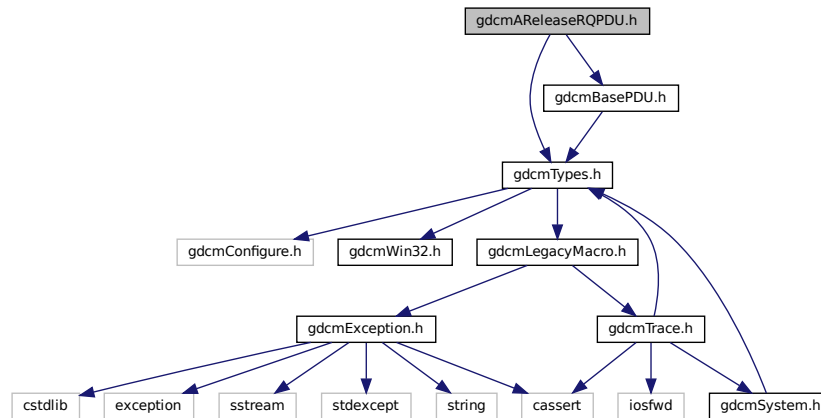 gdcmAReleaseRQPDU.h
gdcmBasePDU.h
gdcmTypes.h
gdcmConfigure.h
gdcmWin32.h
gdcmLegacyMacro.h
gdcmException.h
gdcmTrace.h
cstdlib
exception
sstream
stdexcept
string
cassert
iosfwd
gdcmSystem.h